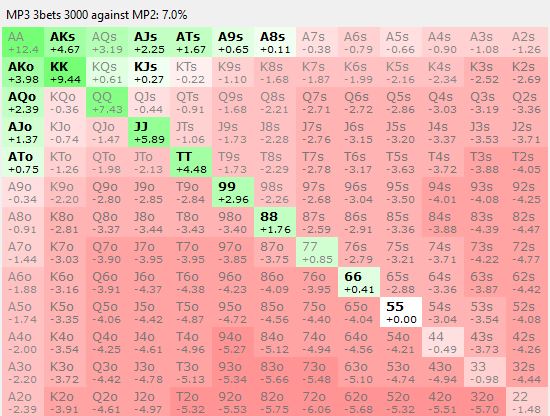 MP3 3bets 3000 against MP2: 7.0%
AA AKs AQs AJs ATs A9s A8s A7s A6s A5s A4s A3s A2s
+12.4 +4.67 +3.19 +2.25 +1.67 +0.65 +0.11 -0.38 -0.79 -0.66 -0.90 -1.08 -1.26
AKo KK KQs KJs KTs K9s K8s K7s K6s K5s K4s K3s K2s
+3.98 +9.44 +0.61 +0.27 -0.22 -1.10 -1.68 -1.87 -1.99 -2.16 -2.34 -2.52 -2.69
AQo KQo QQ QJs QTs Q9s Q8s Q7s Q6s Q5s Q4s Q3s Q2s
+2.39 -0.36 +7.43 -0.44 -0.91 -1.68 -2.21 -2.71 -2.72 -2.86 -3.03 -3.19 -3.36
AJo KJo QJo JJ JTs J9s J8s J7s J6s J5s J4s J3s J2s
+1.37 -0.74 -1.47 +5.89 -1.06 -1.73 -2.28 -2.76 -3.15 -3.20 -3.37 -3.53 -3.71
ATo KTo QTo JTo TT T9s T8s T7s T6s T5s T4s T3s T2s
+0.75 -1.26 -1.98 -2.13 +4.48 -1.73 -2.29 -2.78 -3.17 -3.63 -3.72 -3.88 -4.05
A9o K9o Q9o J9o T9o 99 98s 97s 96s 95s 94s 93s 92s
-0.34 -2.20 -2.80 -2.85 -2.84 +2.96 -2.26 -2.68 -3.04 -3.50 -4.01 -4.08 -4.25
A8o K8o Q8o J8o T8o 98o 88 87s 86s 85s 84s 83s 82s
-0.91 -2.81 -3.37 -3.44 -3.43 -3.40 +1.76 -2.59 -2.91 -3.36 -3.88 -4.39 -4.47
A7o K7o Q7o J7o T7o 97o 87o 77 76s 75s 74s 73s 72s
-1.44 -3.03 -3.90 -3.95 -3.95 -3.85 -3.75 +0.85 -2.79 -3.21 -3.71 -4.22 -4.77
A6o K6o Q6o J6o T6o 96o 86o 76o 66 65s 64s 63s 62s
-1.88 -3.16 -3.91 -4.37 -4.38 -4.23 -4.09 -3.95 +0.41 -2.88 -3.36 -3.87 -4.42
A5o K5o Q5o J5o T5o 95o 85o 75o 65o 55 54s 53s 52s
-1.74 -3.35 -4.06 -4.42 -4.87 -4.72 -4.56 -4.40 -4.04 +0.00 -3.04 -3.54 -4.08
A4o K4o Q4o J4o T4o 94o 84o 74o 64o 54o 44 43s 42s
-2.00 -3.54 -4.25 -4.61 -4.96 -5.27 -5.12 -4.94 -4.56 -4.21 -0.49 -3.73 -4.26
A3o K3o Q3o J3o T3o 93o 83o 73o 63o 53o 43o 33 32s
-2.20 -3.72 -4.42 -4.78 -5.13 -5.34 -5.66 -5.48 -5.10 -4.74 -4.94 -0.98 -4.44
A2o K2o Q2o J2o T2o 92o 82o 72o 62o 52o 42o 32o 22
-2.39 -3.91 -4.61 -4.97 -5.32 -5.53 -5.75 -6.06 -5.68 -5.32 -5.51 -5.70 -1.48